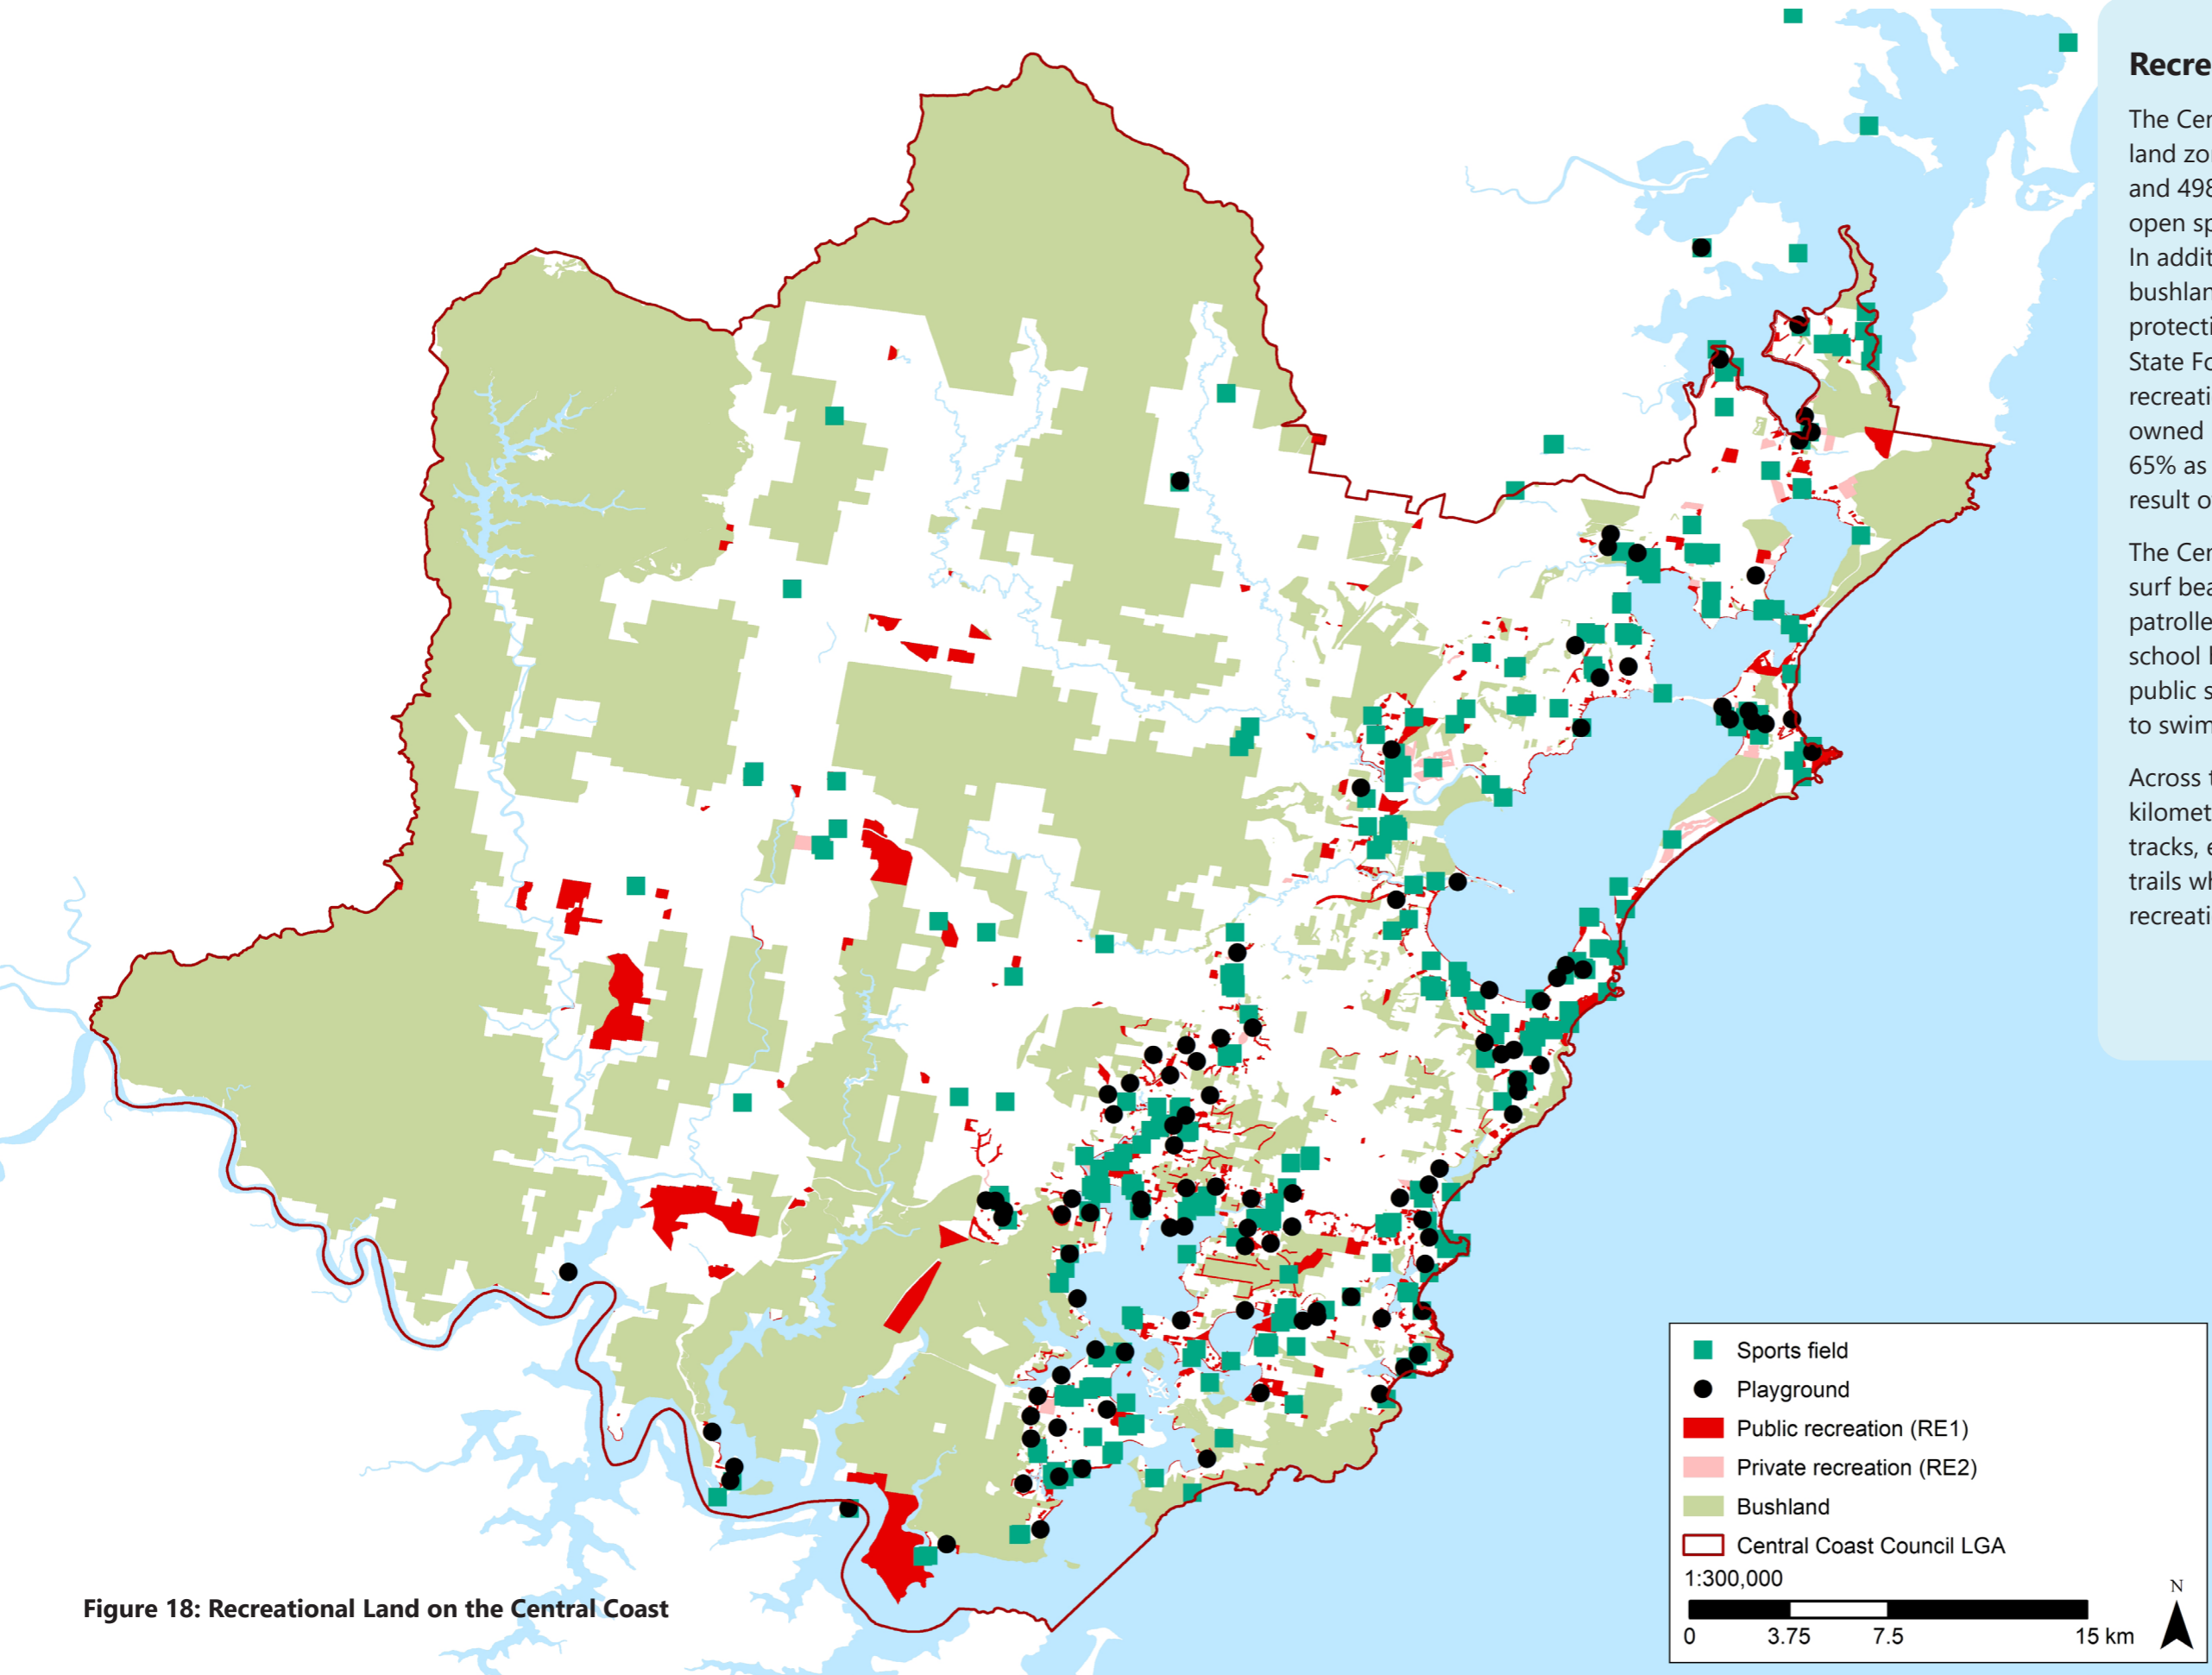 Recre
The Cer
land zo
and 498
open sp
In addit
bushlar
protecti
State Fo
recreati
owned
65% as
result o
The Cer
surf bea
patrolle
school
public s
to swin
Across t
kilomet
tracks, e
trails wh
recreati
Sports field
Playground
Public recreation (RE1)
Private recreation (RE2)
Bushland
Central Coast Council LGA
1:300,000
N
0 3.75 7.5 15 km
Figure 18: Recreational Land on the Central Coast